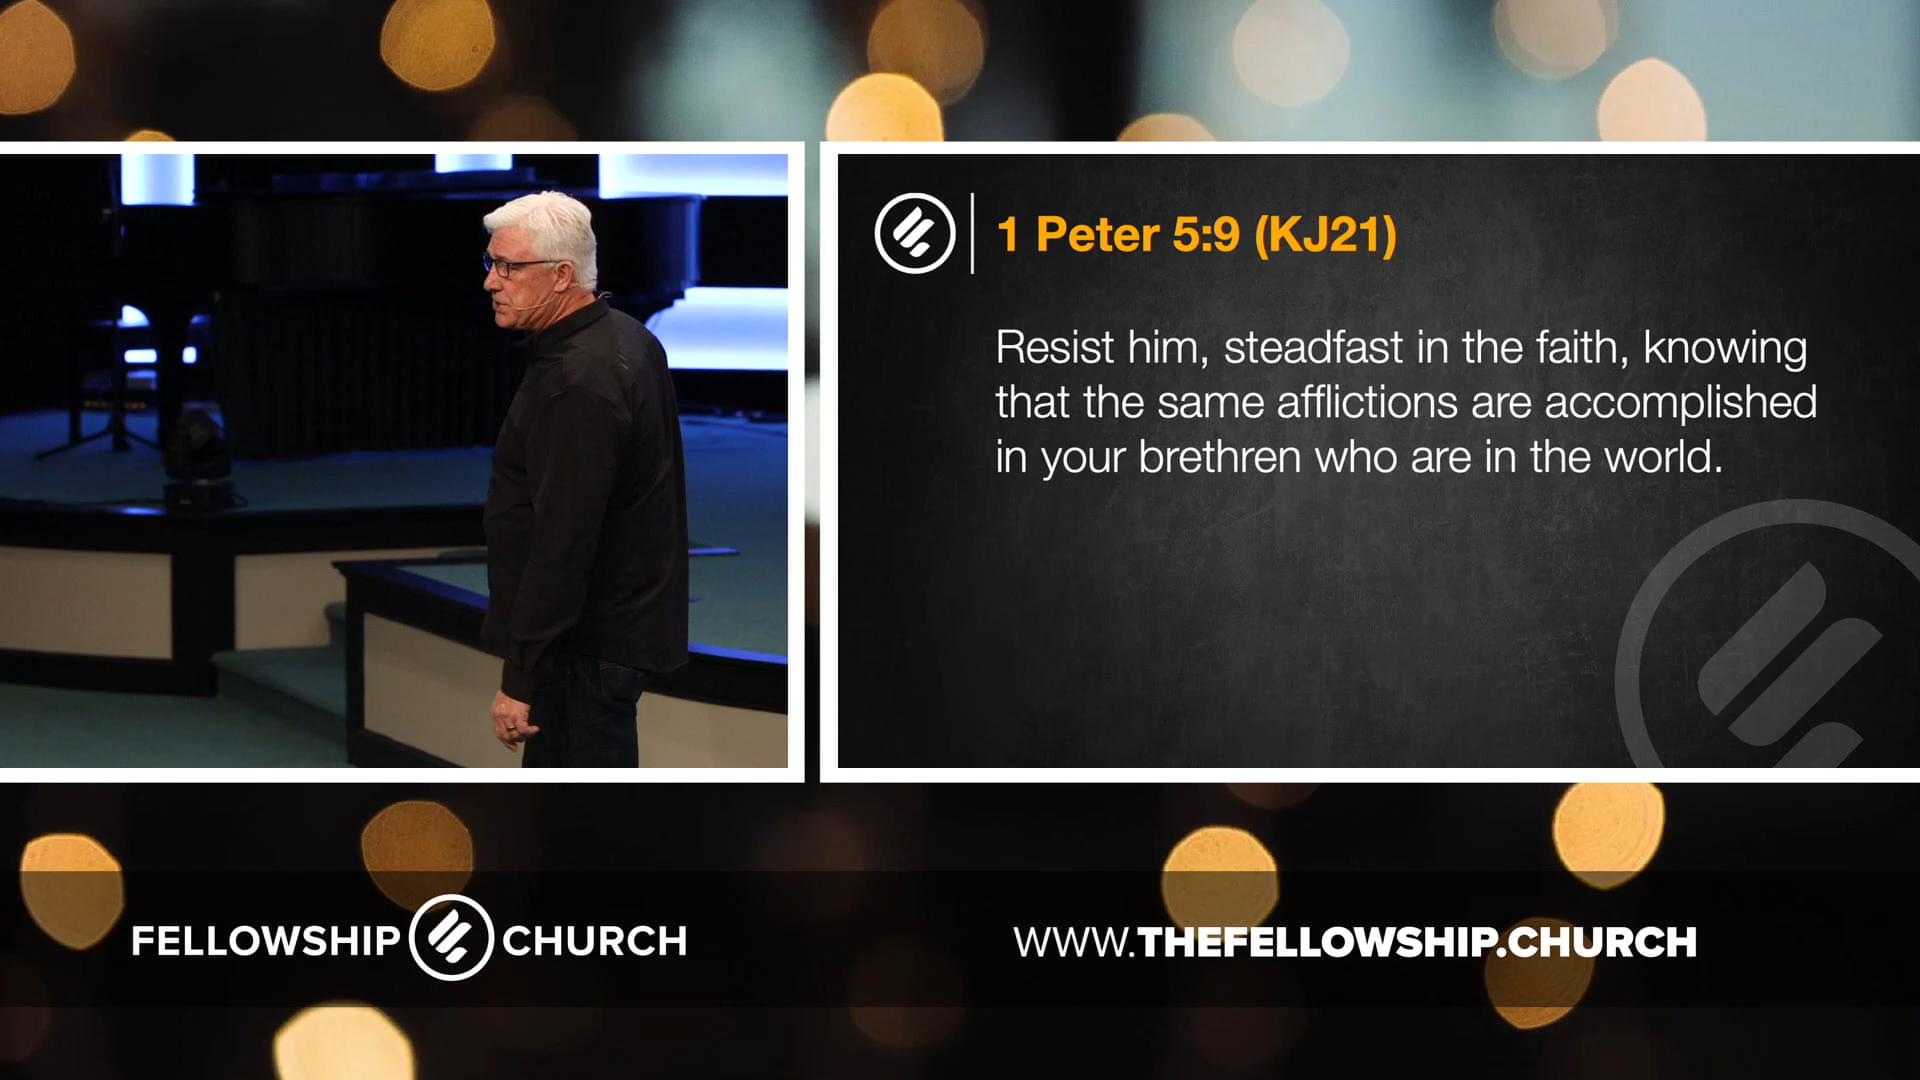 1 Peter 5:9 (KJ21)
Resist him, steadfast in the faith, knowing
that the same afflictions are accomplished
in your brethren who are in the world.
FELLOWSHIP CHURCH
WWW.THEFELLOWSHIP.CHURCH